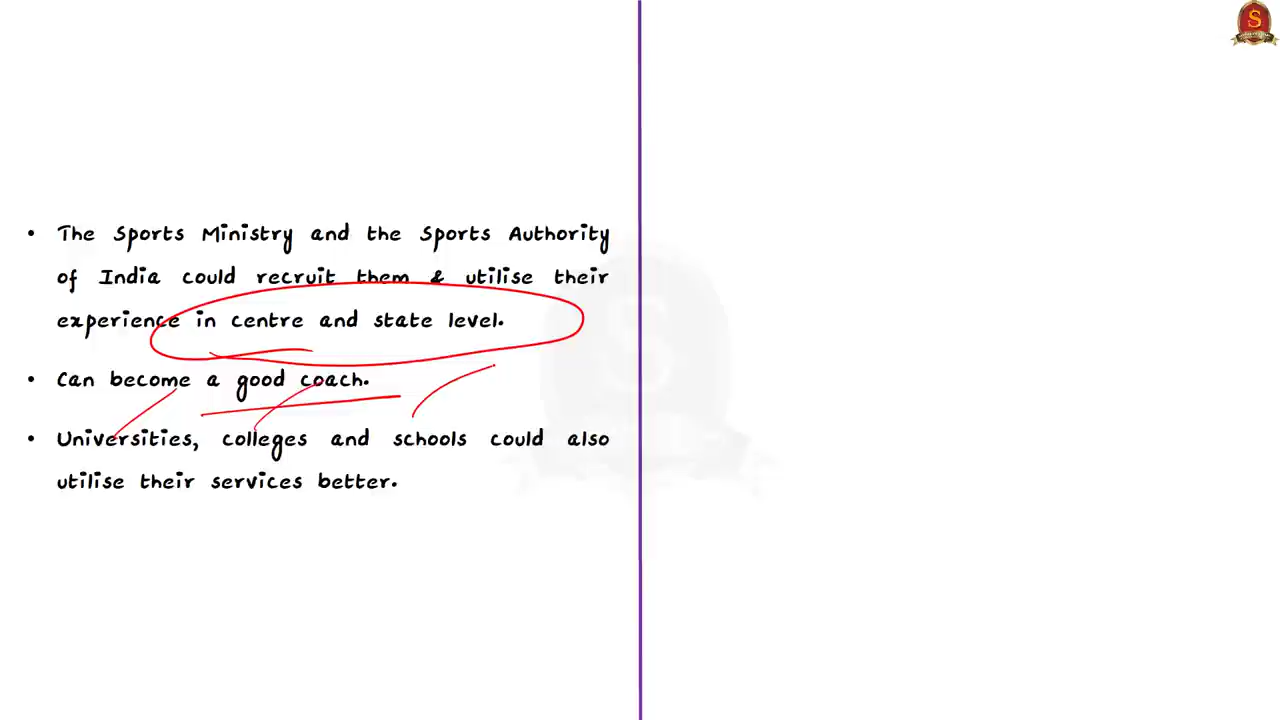 • The Sports Ministry and the Sports Authority
of India could recruit them & utilise their
experience in centre and state level.
• Can become a good coach.
• Universities, colleges and schools could also
utilise their services better.
S